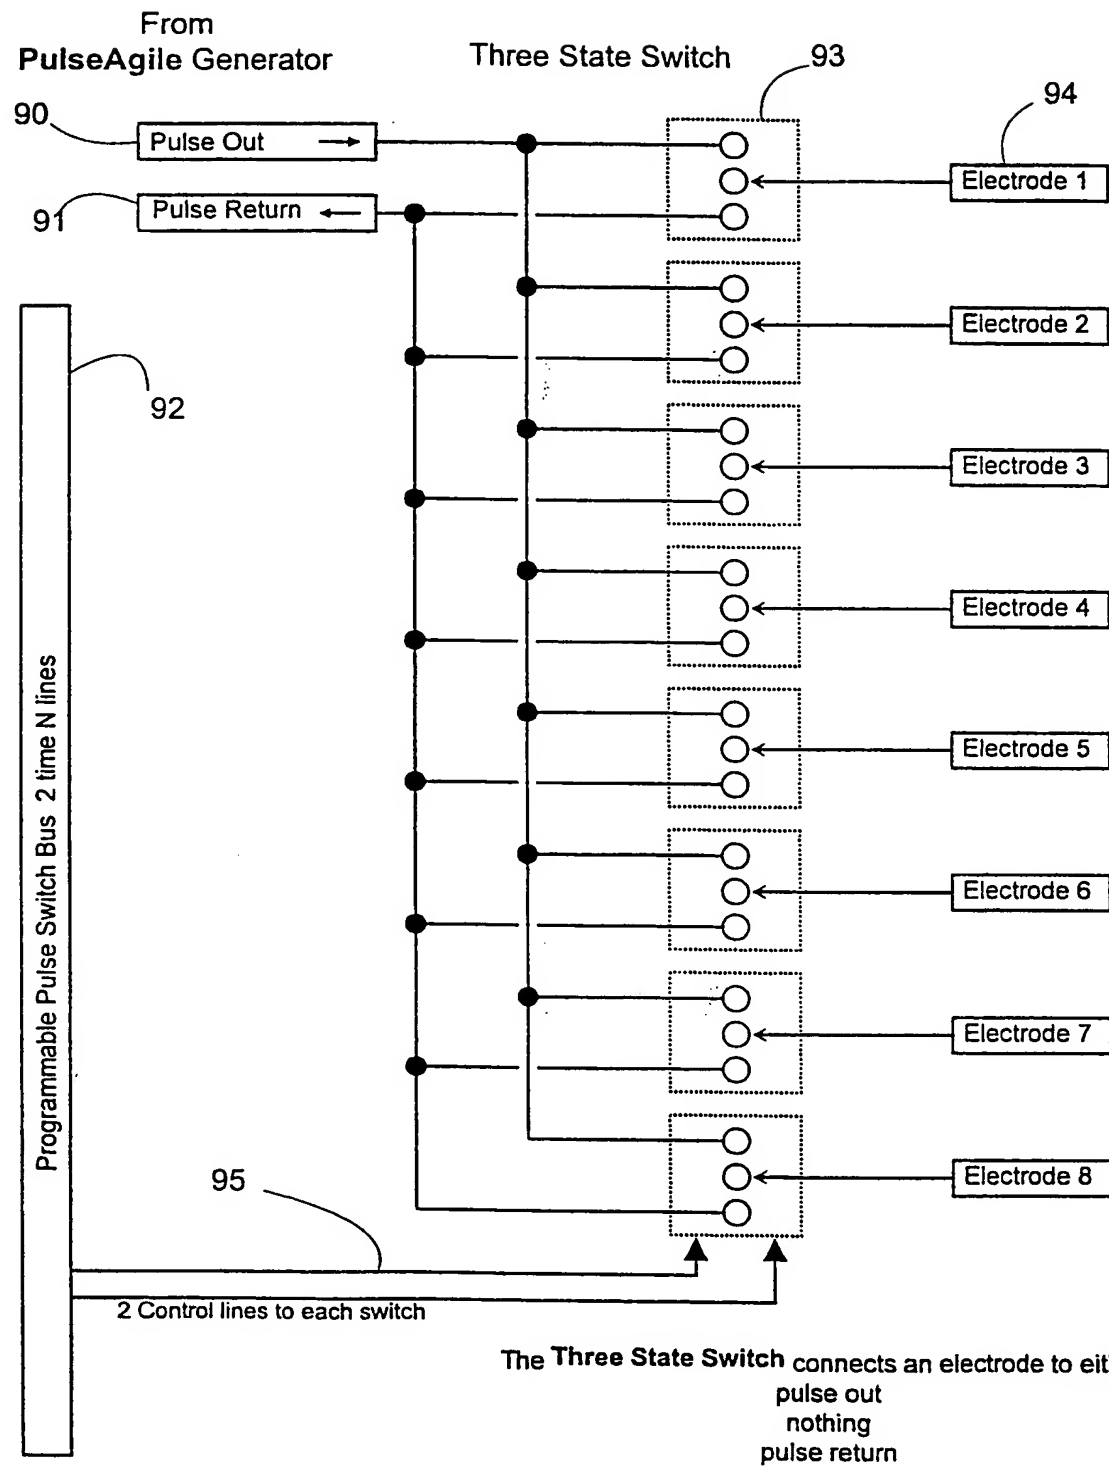 From
PulseAgile Generator
Three State Switch
93
94
90
Pulse Out
Electrode 1
91
Pulse Return
Electrode 2
92
Electrode 3
Electrode 4
Programmable Pulse Switch Bus 2 time N lines
Electrode 5
Electrode 6
Electrode 7
Electrode 8
95
2 Control lines to each switch
The Three State Switch connects an electrode to eit
pulse out
nothing
pulse return